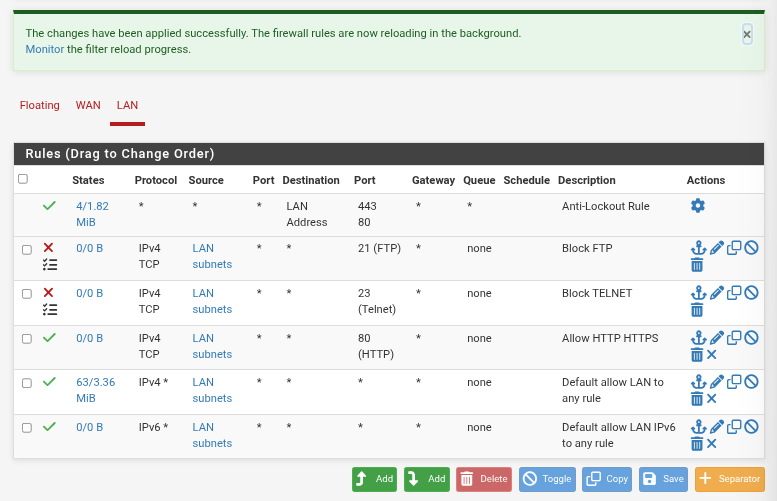 The changes have been applied successfully. The firewall rules are now reloading in the background.
Monitor the filter reload progress.
×
Floating WAN LAN
Rules (Drag to Change Order)
States Protocol Source Port Destination Port Gateway Queue Schedule Description Actions
4/1.82 * * * LAN 443 * * Anti-Lockout Rule
MiB Address 80
0/0 B IPv4 LAN * * 21 (FTP) * none Block FTP
TCP subnets
0/0 B IPv4 LAN * * 23 * none Block TELNET
TCP subnets (Telnet)
0/0 B IPv4 LAN * * 80 * none Allow HTTP HTTPS
TCP subnets (HTTP)
63/3.36 IPv4 * LAN * * * * none Default allow LAN to
MiB subnets any rule
0/0 B IPv6 * LAN * * * * none Default allow LAN IPv6
subnets to any rule
Add Add Delete Toggle Copy Save Separator